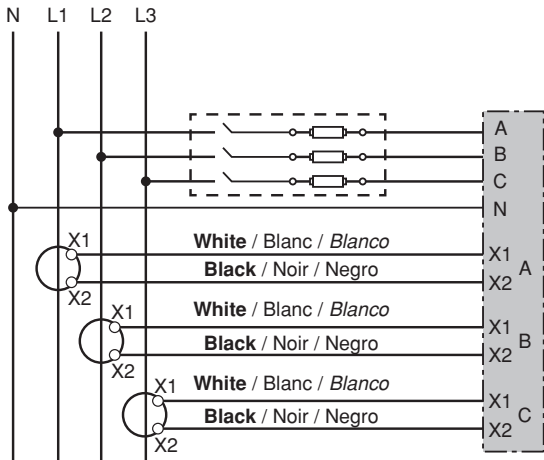 N L1 L2 L3
A
B
C
N
X1 White / Blanc / Blanco X1
A
X2 Black / Noir / Negro X2
X1 White / Blanc / Blanco X1
B
X2 Black / Noir / Negro X2
X1 White / Blanc / Blanco X1
C
X2 Black / Noir / Negro X2